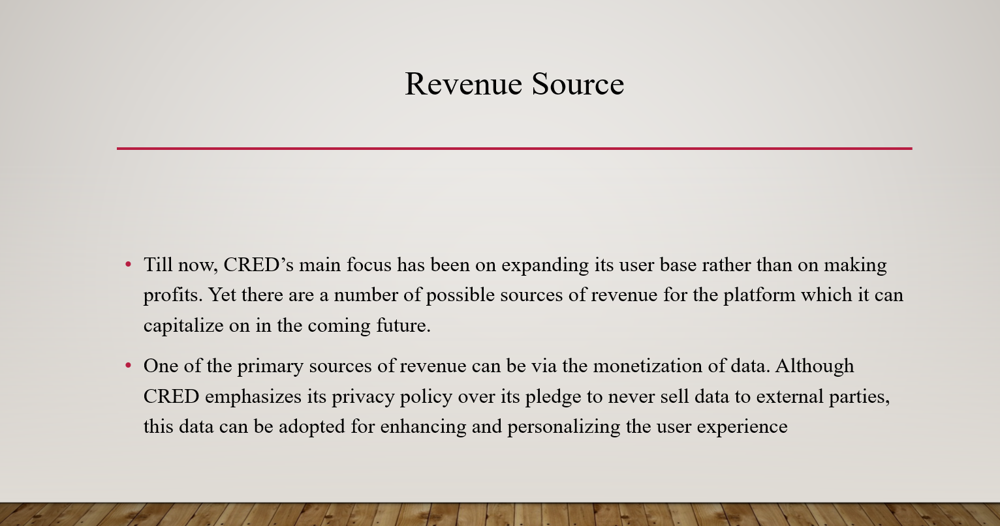 Revenue Source
• Till now, CRED’s main focus has been on expanding its user base rather than on making
profits. Yet there are a number of possible sources of revenue for the platform which it can
capitalize on in the coming future.
• One of the primary sources of revenue can be via the monetization of data. Although
CRED emphasizes its privacy policy over its pledge to never sell data to external parties,
this data can be adopted for enhancing and personalizing the user experience